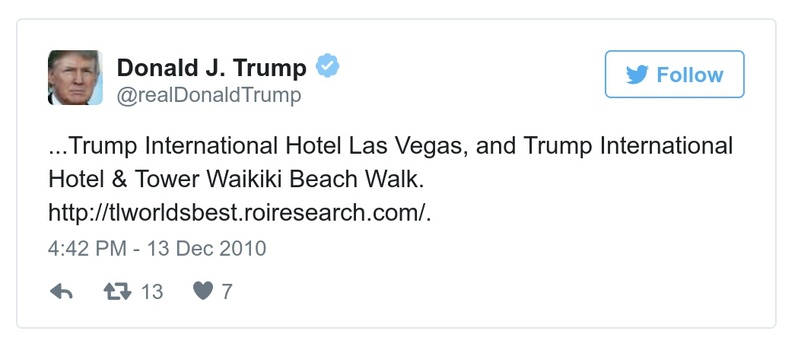 Donald J. Trump
@realDonaldTrump
Follow
...Trump International Hotel Las Vegas, and Trump International
Hotel & Tower Waikiki Beach Walk.
http://tlworldsbest.roiresearch.com/.
4:42 PM - 13 Dec 2010
13 7